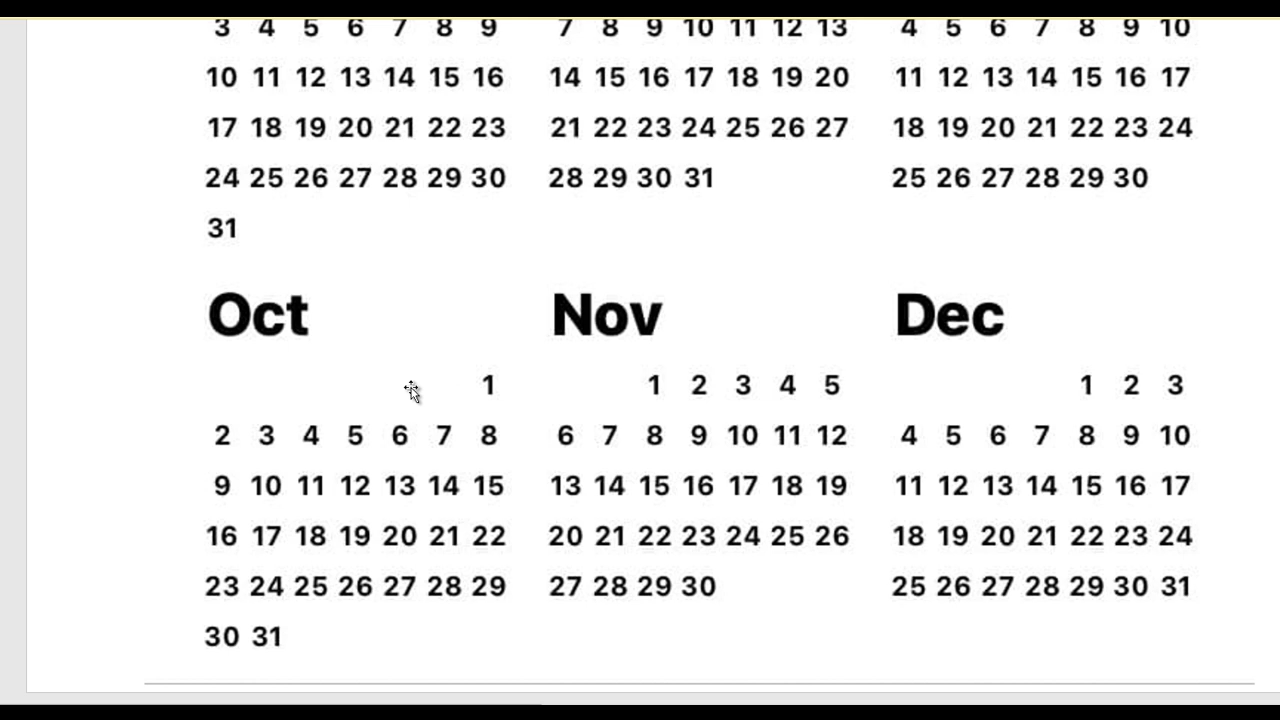 3 4 5 6 7 8 9 7 8 9 10 11 12 13 4 5 6 7 8 9 10
10 11 12 13 14 15 16 14 15 16 17 18 19 20 11 12 13 14 15 16 17
17 18 19 20 21 22 23 21 22 23 24 25 26 27 18 19 20 21 22 23 24
24 25 26 27 28 29 30 28 29 30 31 25 26 27 28 29 30
31
Oct Nov Dec
1 1 2 3 4 5 1 2 3
2 3 4 5 6 7 8 6 7 8 9 10 11 12 4 5 6 7 8 9 10
9 10 11 12 13 14 15 13 14 15 16 17 18 19 11 12 13 14 15 16 17
16 17 18 19 20 21 22 20 21 22 23 24 25 26 18 19 20 21 22 23 24
23 24 25 26 27 28 29 27 28 29 30 25 26 27 28 29 30 31
30 31